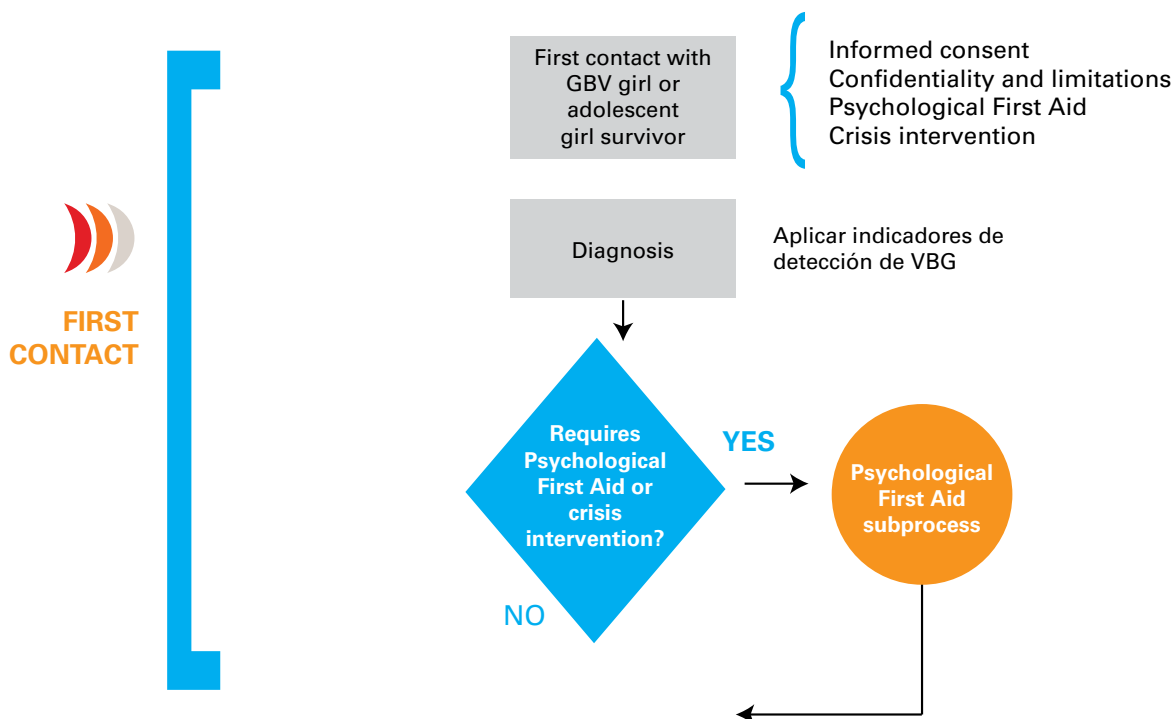 First contact with
GBV girl or
adolescent
girl survivor
Informed consent
Confidentiality and limitations
Psychological First Aid
Crisis intervention
Diagnosis
Aplicar indicadores de
detección de VBG
FIRST
CONTACT
Requires
Psychological
First Aid or
crisis
intervention?
YES
Psychological
First Aid
subprocess
NO